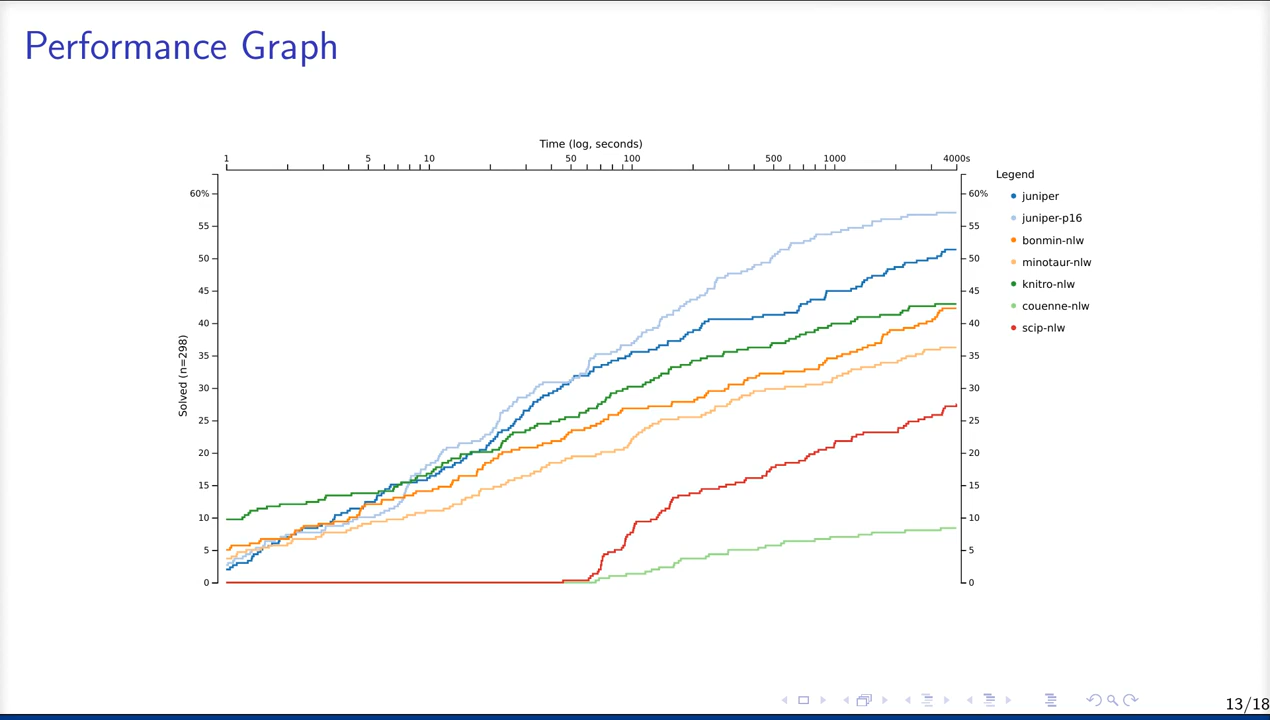 Performance Graph
Time (log, seconds)
1 5 10 50 100 500 1000 4000s
Legend
60% 60%
juniper
juniper-p16
55 55
bonmin-nlw
50 50
minotaur-nlw
45 45
knitro-nlw
couenne-nlw
40 40
scip-nlw
35 35
Solved (n=298)
30 30
25 25
20 20
15 15
10 10
5 5
0 0
13/18